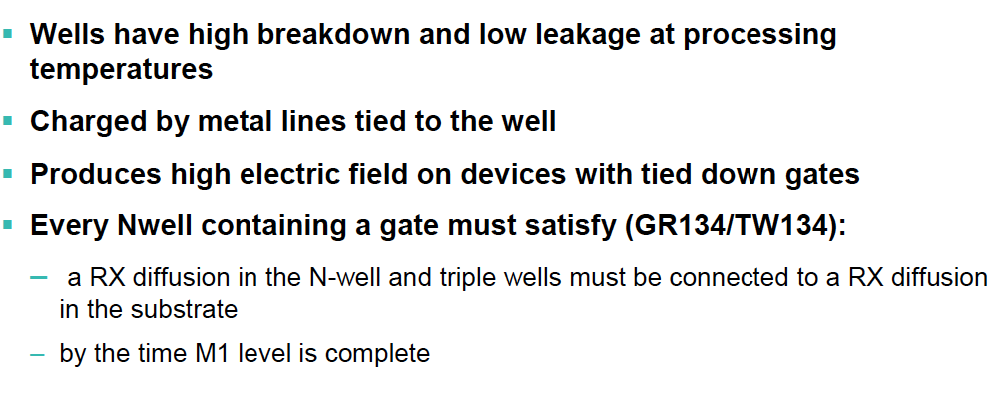 Wells have high breakdown and low leakage at processing
temperatures
Charged by metal lines tied to the well
Produces high electric field on devices with tied down gates
Every Nwell containing a gate must satisfy (GR134/TW134):
– a RX diffusion in the N-well and triple wells must be connected to a RX diffusion
in the substrate
– by the time M1 level is complete